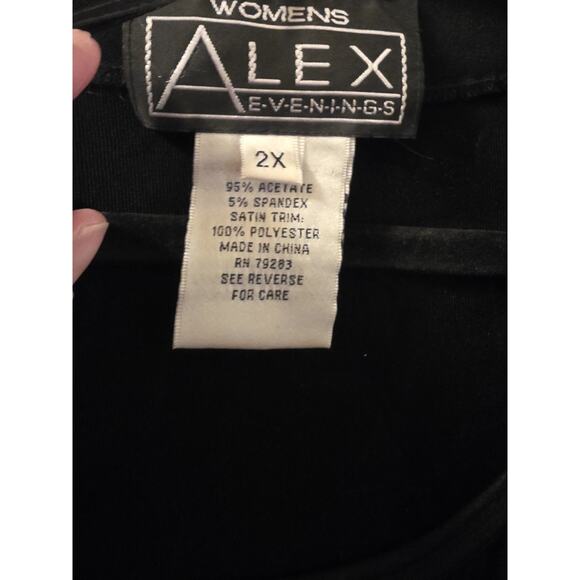 WOMENS
ALEX
E-V-E-N-I-N-G-S
2X
95% ACETATE
5% SPANDEX
SATIN TRIM:
100% POLYESTER
MADE IN CHINA
RN 79283
SEE REVERSE
FOR CARE